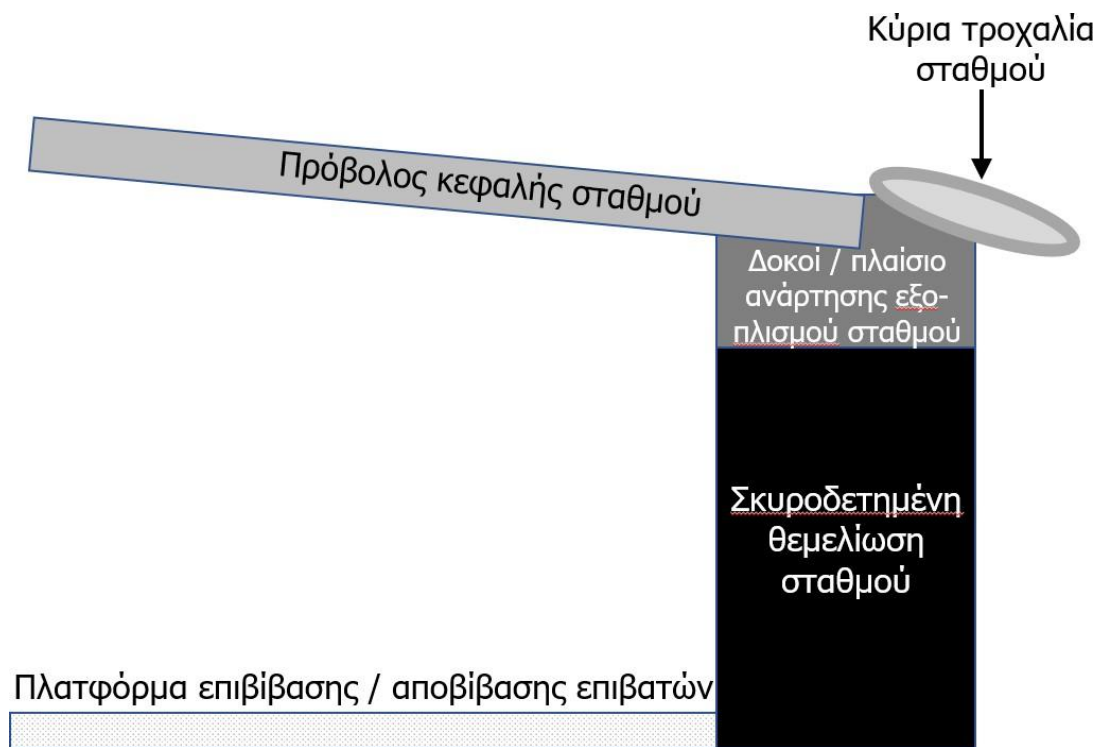 Κύρια τροχαλία
σταθμού
Πρόβολος κεφαλής σταθμού
Δοκοί / πλαίσιο
ανάρτησης εξο-
πλισμού σταθμού
Σκυροδετημένη
θεμελίωση
σταθμού
Πλατφόρμα επιβίβασης / αποβίβασης επιβατών